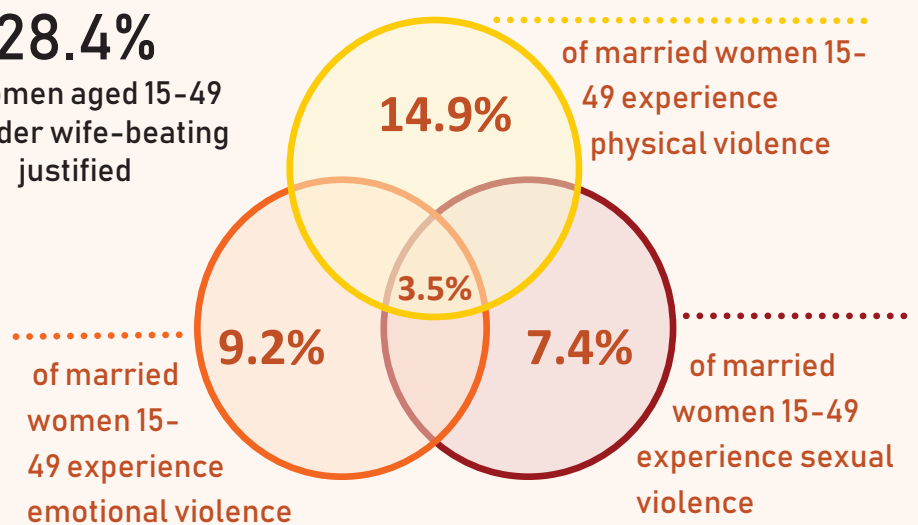 28.4%
aged 15-49
wife-beating
justified
14.9%
of married women 15-
49 experience
physical violence
3.5%
9.2%
7.4%
of married
women 15-
49 experience
emotional violence
of married
women 15-49
experience sexual
violence